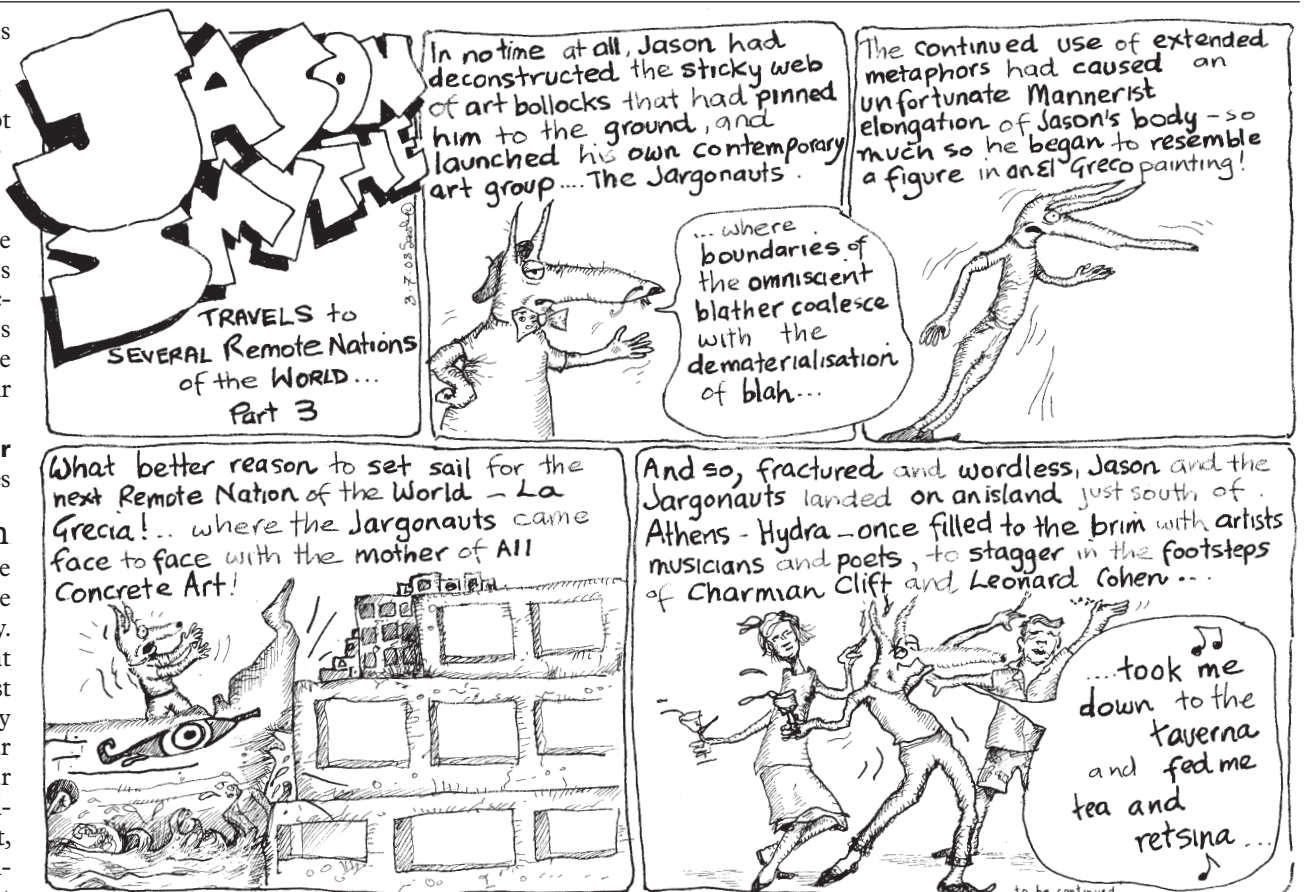 JASON
SMITHE
TRAVELS to
SEVERAL Remote Nations
of the WORLD...
Part 3
3.7.03
In no time at all, Jason had
deconstructed the sticky web
of art bollocks that had pinned
him to the ground, and
launched his own contemporary
art group.... The Jargonauts.
... where
boundaries of
the omniscient
blather coalesce
with the
dematerialisation
of blah...
The continued use of extended
metaphors had caused an
unfortunate Mannerist
elongation of Jason's body - so
much so he began to resemble
a figure in an El Greco painting!
What better reason to set sail for the
next Remote Nation of the World - La
Grecia!.. where the Jargonauts came
face to face with the mother of All
Concrete Art!
And so, fractured and wordless, Jason and the
Jargonauts landed on an island just south of
Athens - Hydra - once filled to the brim with artists
musicians and poets, to stagger in the footsteps
of Charmian Clift and Leonard Cohen...
....took me
down to the
taverna
and fed me
tea and
retsina...
to be continued